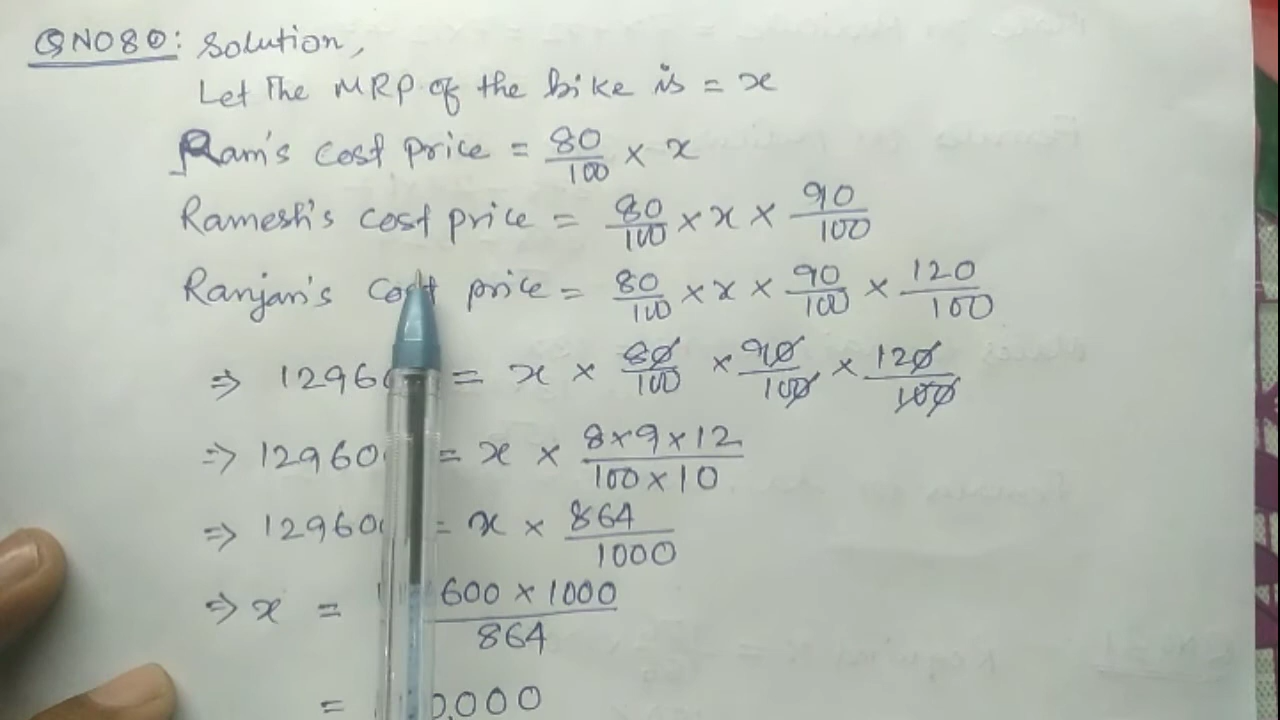 QNO80: Solution,
Let The MRP of the bike is = x
Ram's cost price = 80/100 × x
Ramesh's cost price = 80/100 × x × 90/100
Ranjan's cost price = 80/100 × x × 90/100 × 120/100
⇒ 1296 = x × 80/100 × 90/100 × 120/100
⇒ 12960 = x × 8×9×12/100×10
⇒ 12960 = x × 864/1000
⇒ x = 600 × 1000/864
= 0,000